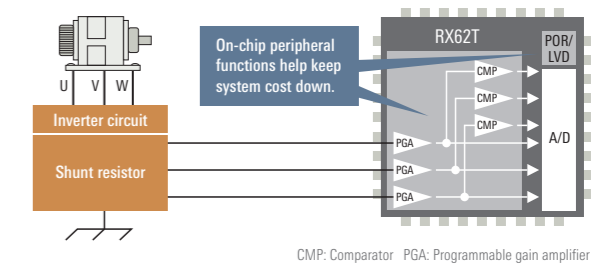 On-chip peripheral
functions help keep
system cost down.
RX62T
POR/
LVD
U V W
CMP
CMP
CMP
Inverter circuit
A/D
PGA
Shunt resistor
PGA
PGA
CMP: Comparator PGA: Programmable gain amplifier